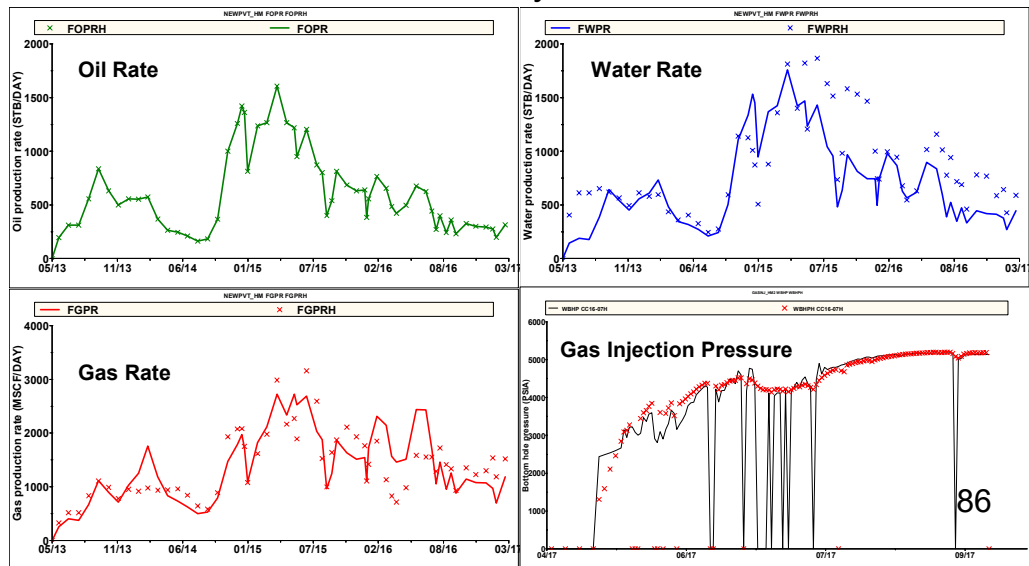 NEWPVT_HM FOPR FOPRH
FOPRH FOPR
2000
1500
1000
500
0
Oil production rate (STB/DAY)
Oil Rate
05/13 11/13 06/14 01/15 07/15 02/16 08/16 03/17
NEWPVT_HM FWPR FWPRH
FWPR FWPRH
2000
1500
1000
500
0
Water production rate (STB/DAY)
Water Rate
05/13 11/13 06/14 01/15 07/15 02/16 08/16 03/17
NEWPVT_HM FGPR FGPRH
FGPR FGPRH
4000
3000
2000
1000
0
Gas production rate (MSCF/DAY)
Gas Rate
05/13 11/13 06/14 01/15 07/15 02/16 08/16 03/17
WBHP CC16-07H WBHPH CC16-07H
6000
5000
4000
3000
2000
1000
0
Bottom hole pressure (PSIA)
Gas Injection Pressure
04/17 06/17 07/17 09/17
86